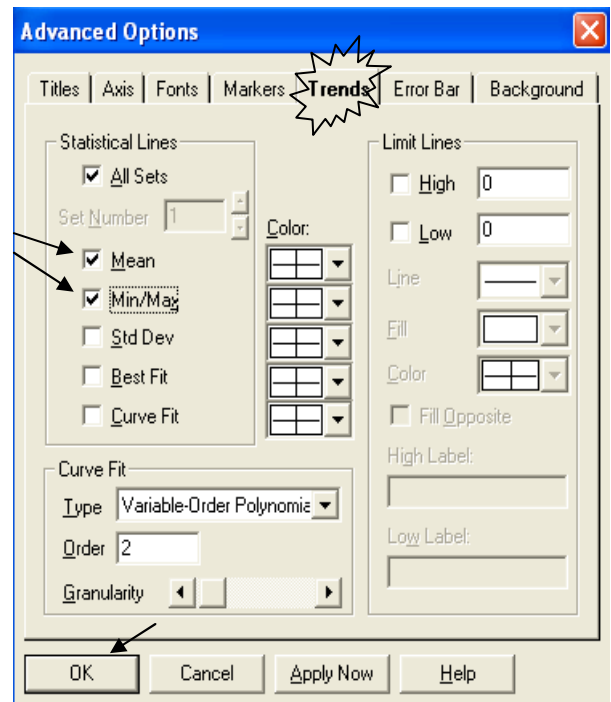 Advanced Options
Titles Axis Fonts Markers Trends Error Bar Background
Statistical Lines
All Sets
Set Number 1
Color:
Mean
Min/Max
Std Dev
Best Fit
Curve Fit
Curve Fit
Type Variable-Order Polynomia
Order 2
Granularity
Limit Lines
High 0
Low 0
Line
Fill
Color
Fill Opposite
High Label:
Low Label:
OK Cancel Apply Now Help